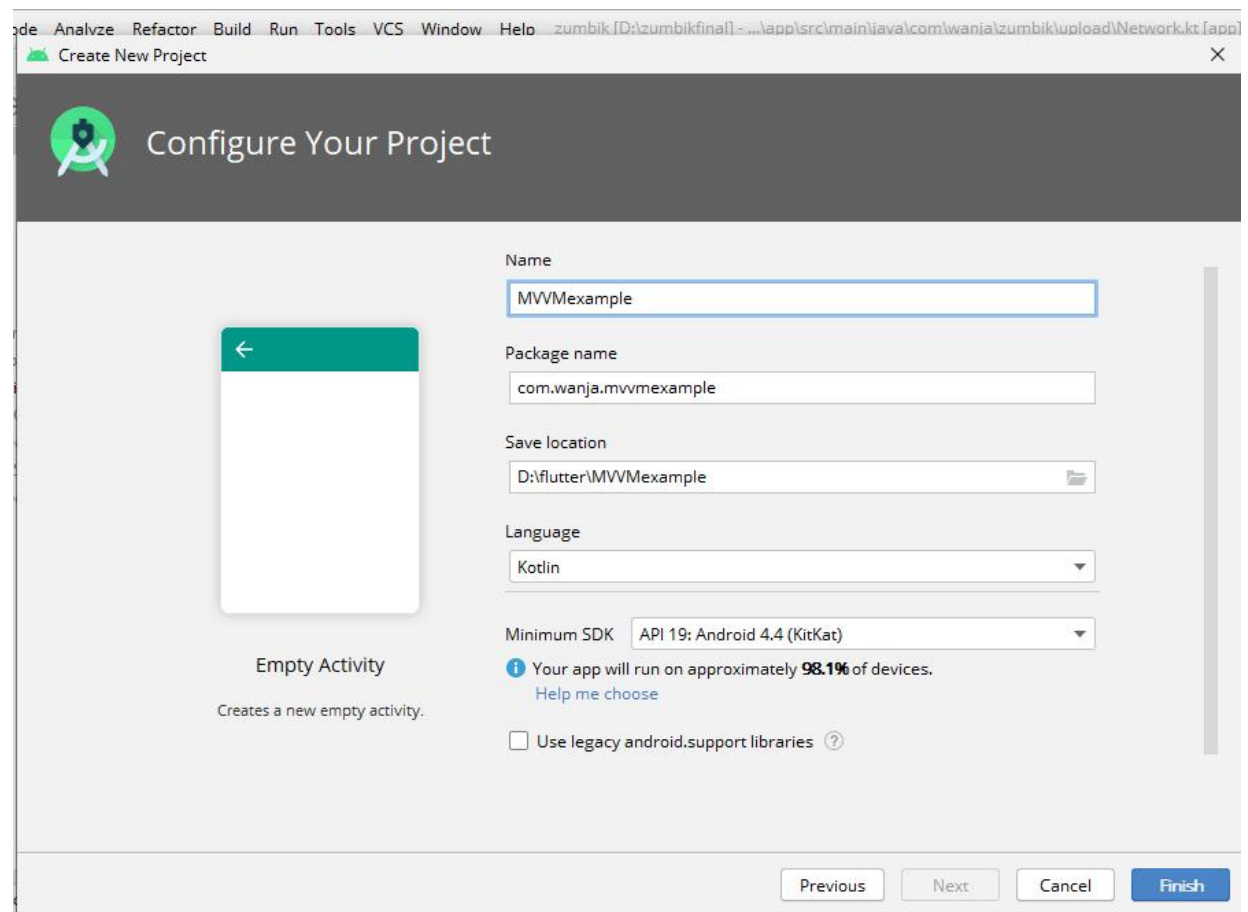 Analyze Refactor Build Run Tools VCS Window Help zumbik [D:\zumbikfinal] - ...\app\src\main\java\com\wanja\zumbik\upload\Network.kt [app]
Create New Project
Configure Your Project
Name
MVVMexample
Package name
com.wanja.mvvmexample
Save location
D:\flutter\MVVMexample
Language
Kotlin
Minimum SDK API 19: Android 4.4 (KitKat)
Your app will run on approximately 98.1% of devices.
Help me choose
Use legacy android.support libraries ?
Empty Activity
Creates a new empty activity.
Previous Next Cancel Finish